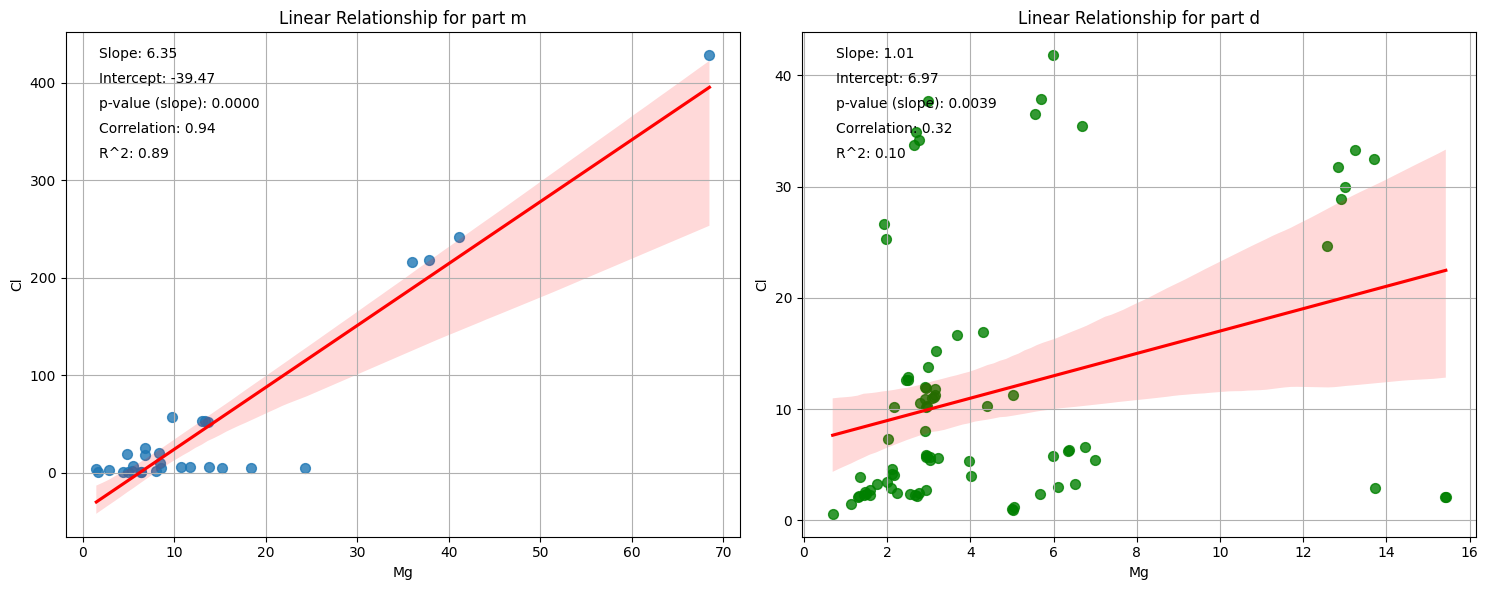 Linear Relationship for part m
Slope: 6.35
Intercept: -39.47
p-value (slope): 0.0000
Correlation: 0.94
R^2: 0.89
400
300
200
100
0
Cl
0 10 20 30 40 50 60 70
Mg
Linear Relationship for part d
Slope: 1.01
Intercept: 6.97
p-value (slope): 0.0039
Correlation: 0.32
R^2: 0.10
40
30
20
10
0
Cl
0 2 4 6 8 10 12 14 16
Mg